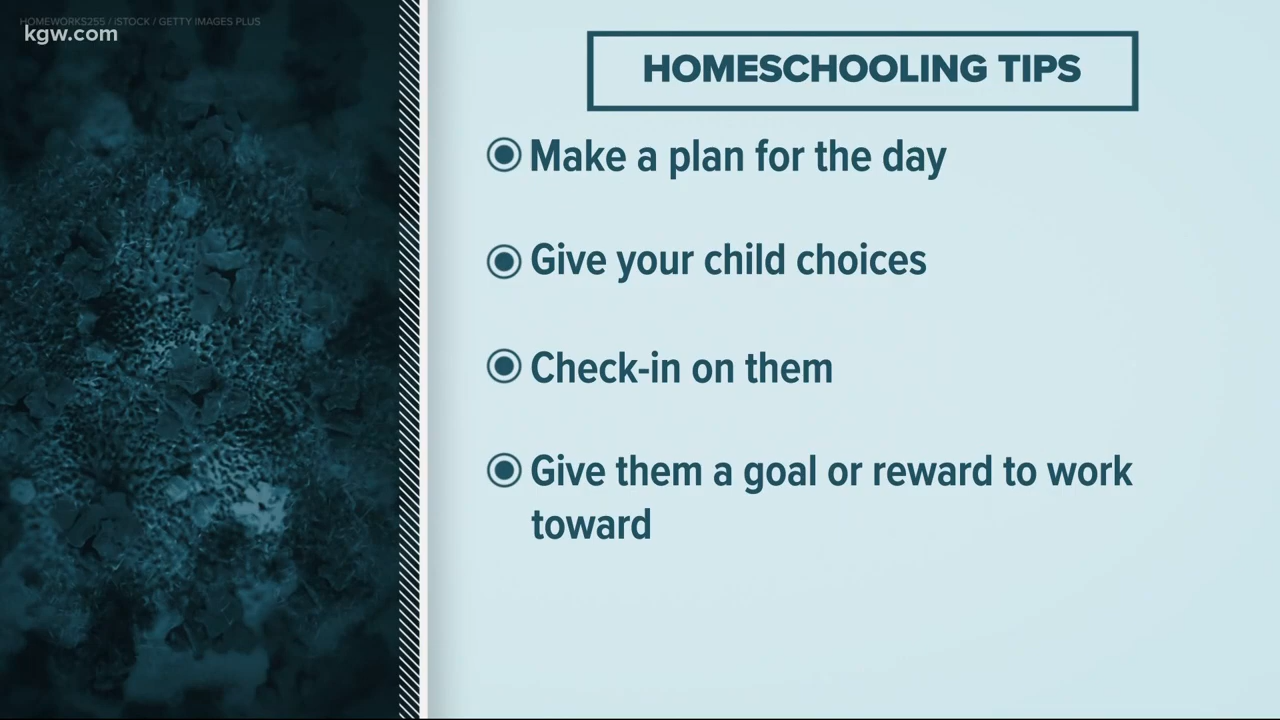 HOMEWORKS255 / iSTOCK / GETTY IMAGES PLUS
kgw.com
HOMESCHOOLING TIPS
Make a plan for the day
Give your child choices
Check-in on them
Give them a goal or reward to work
toward